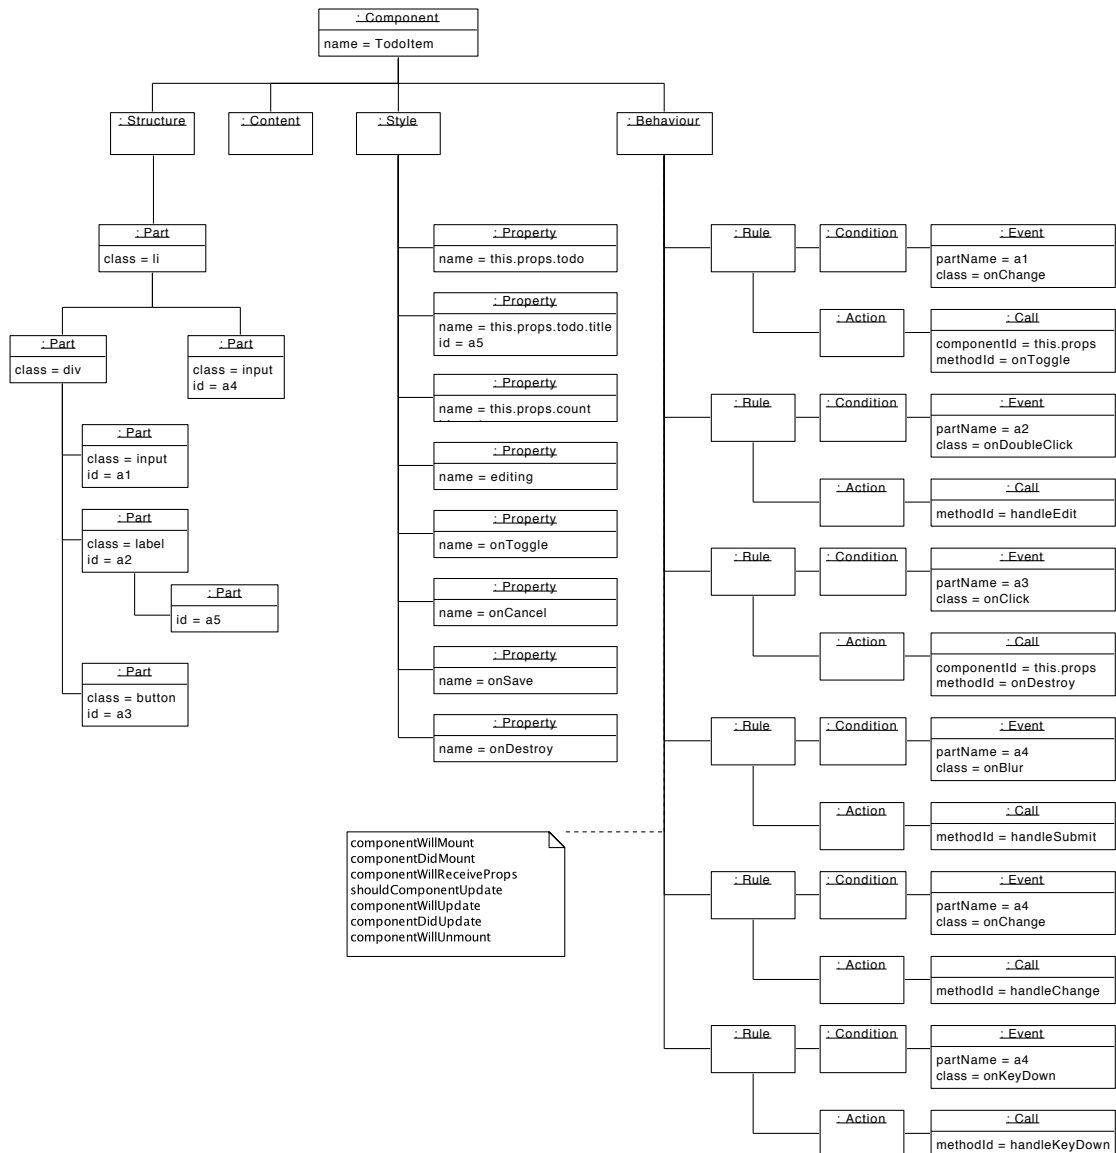 : Component
name = TodoItem
: Structure
: Content
: Style
: Behaviour
: Part
class = li
: Part
class = div
: Part
class = input
id = a4
: Part
class = input
id = a1
: Part
class = label
id = a2
: Part
id = a5
: Part
class = button
id = a3
: Property
name = this.props.todo
: Property
name = this.props.todo.title
id = a5
: Property
name = this.props.count
: Property
name = editing
: Property
name = onToggle
: Property
name = onCancel
: Property
name = onSave
: Property
name = onDestroy
componentWillMount
componentDidMount
componentWillReceiveProps
shouldComponentUpdate
componentWillUpdate
componentDidUpdate
componentWillUnmount
: Rule
: Condition
: Event
partName = a1
class = onChange
: Action
: Call
componentId = this.props
methodId = onToggle
: Rule
: Condition
: Event
partName = a2
class = onDoubleClick
: Action
: Call
methodId = handleEdit
: Rule
: Condition
: Event
partName = a3
class = onClick
: Action
: Call
componentId = this.props
methodId = onDestroy
: Rule
: Condition
: Event
partName = a4
class = onBlur
: Action
: Call
methodId = handleSubmit
: Rule
: Condition
: Event
partName = a4
class = onChange
: Action
: Call
methodId = handleChange
: Rule
: Condition
: Event
partName = a4
class = onKeyDown
: Action
: Call
methodId = handleKeyDown